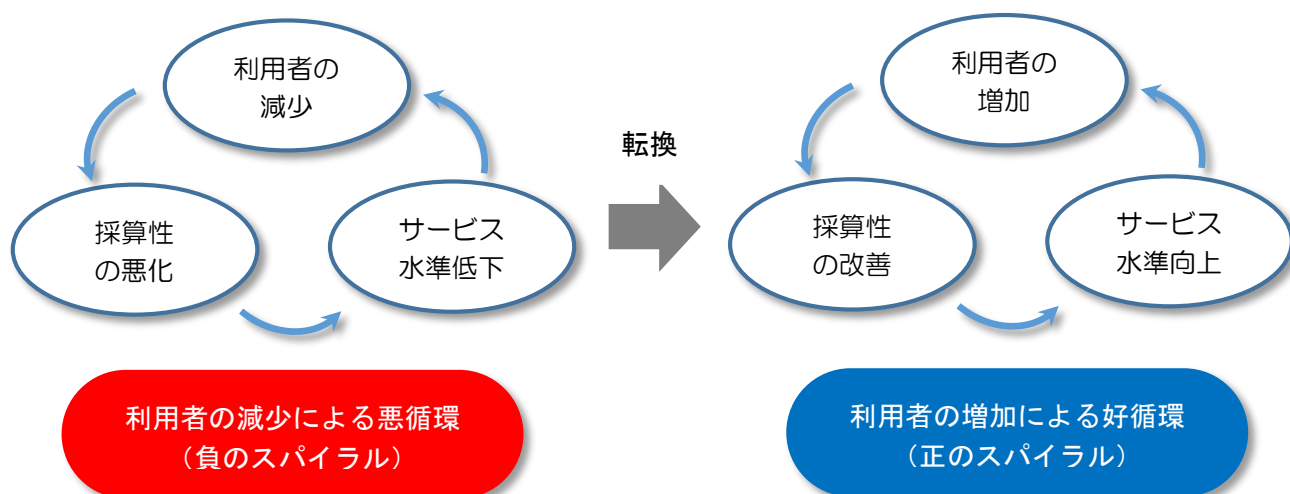 利用者の
減少
採算性
の悪化
サービス
水準低下
利用者の減少による悪循環
（負のスパイラル）
転換
利用者の
増加
採算性
の改善
サービス
水準向上
利用者の増加による好循環
（正のスパイラル）